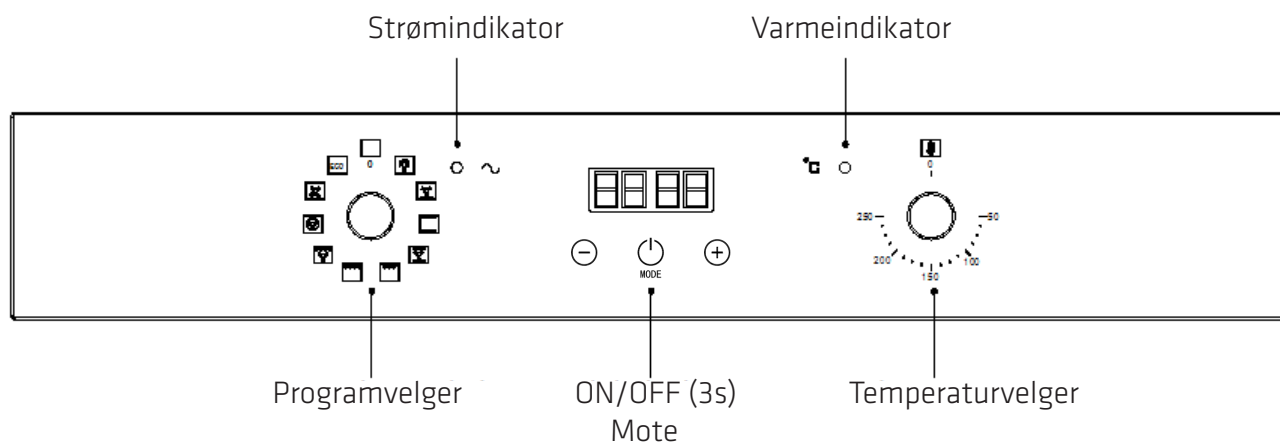 Strømindikator Varmeindikator
ECO 0 °C 0
250 50
200 100
MODE 150
Programvelger ON/OFF (3s) Temperaturvelger
Mote